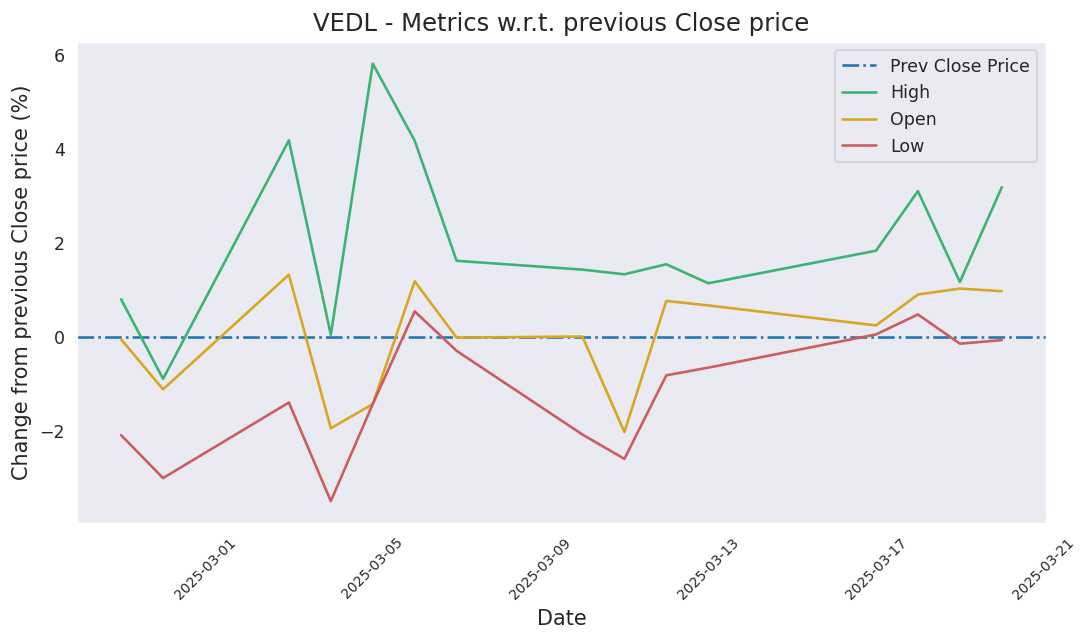 VEDL - Metrics w.r.t. previous Close price
Change from previous Close price (%)
6
4
2
0
−2
Prev Close Price
High
Open
Low
2025-03-01
2025-03-05
2025-03-09
2025-03-13
2025-03-17
2025-03-21
Date